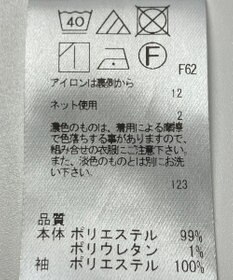 40
F
F62
アイロンは裏側から
12
ネット使用
2
濃色のものは、着用による摩擦
で色落ちする事がありますので、
組み合せの衣服にご注意下さい。
また、淡色のものとは別にお洗
い下さい。
123
品質
本体 ポリエステル 99%
ポリウレタン 1%
袖 ポリエステル 100%